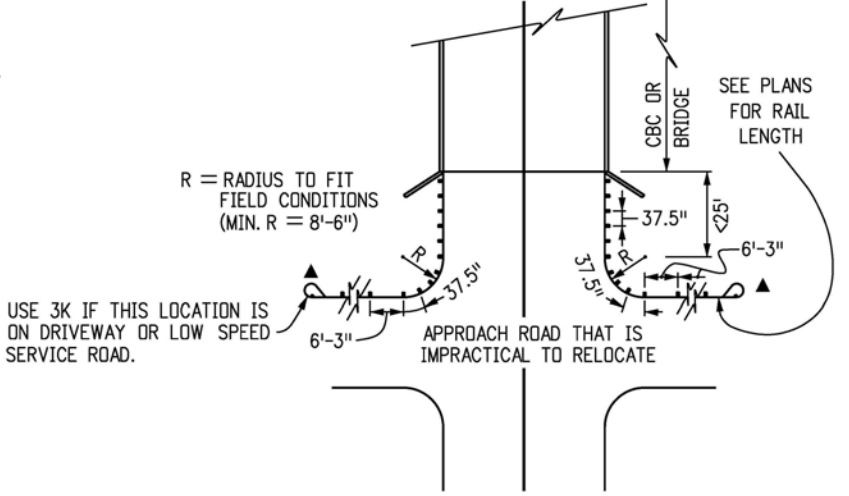 CBC OR
BRIDGE
SEE PLANS
FOR RAIL
LENGTH
R = RADIUS TO FIT
FIELD CONDITIONS
(MIN. R = 8'-6")
37.5"
<25'
6'-3"
R
R
37.5"
37.5"
USE 3K IF THIS LOCATION IS
ON DRIVEWAY OR LOW SPEED
SERVICE ROAD.
6'-3"
APPROACH ROAD THAT IS
IMPRACTICAL TO RELOCATE